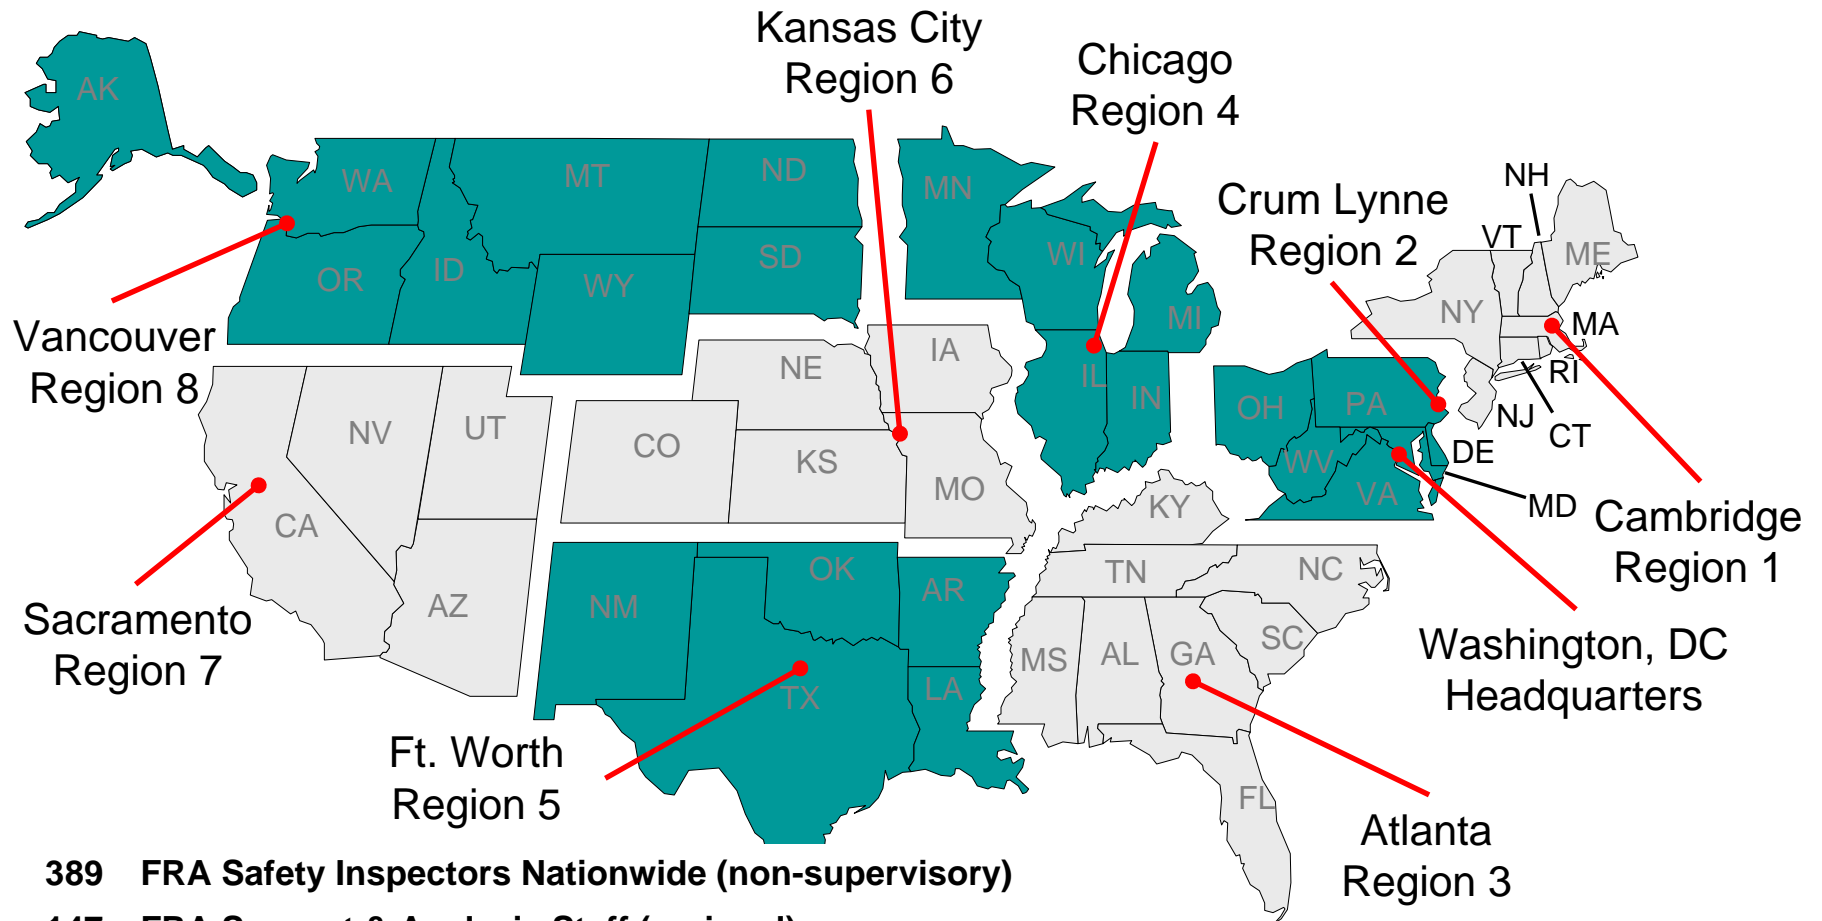 Kansas City
Region 6
Chicago
Region 4
Crum Lynne
Region 2
Vancouver
Region 8
Sacramento
Region 7
Ft. Worth
Region 5
Atlanta
Region 3
Washington, DC
Headquarters
Cambridge
Region 1
AK
WA
MT
ND
MN
OR
ID
WY
SD
WI
MI
NH
VT
ME
NY
MA
RI
CT
NJ
NE
IA
IL
IN
OH
PA
DE
MD
WV
VA
NV
UT
CO
KS
MO
KY
CA
AZ
NM
OK
AR
TN
NC
SC
MS
AL
GA
TX
LA
FL
389 FRA Safety Inspectors Nationwide (non-supervisory)